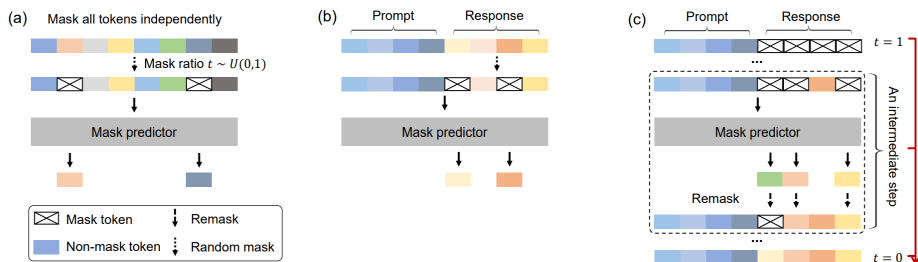 (a) Mask all tokens independently
Mask ratio t ~ U(0,1)
Mask predictor
Mask token
Remask
Non-mask token
Random mask
(b)
Prompt
Response
Mask predictor
(c)
Prompt
Response
t = 1
...
Mask predictor
Remask
An intermediate step
...
t = 0